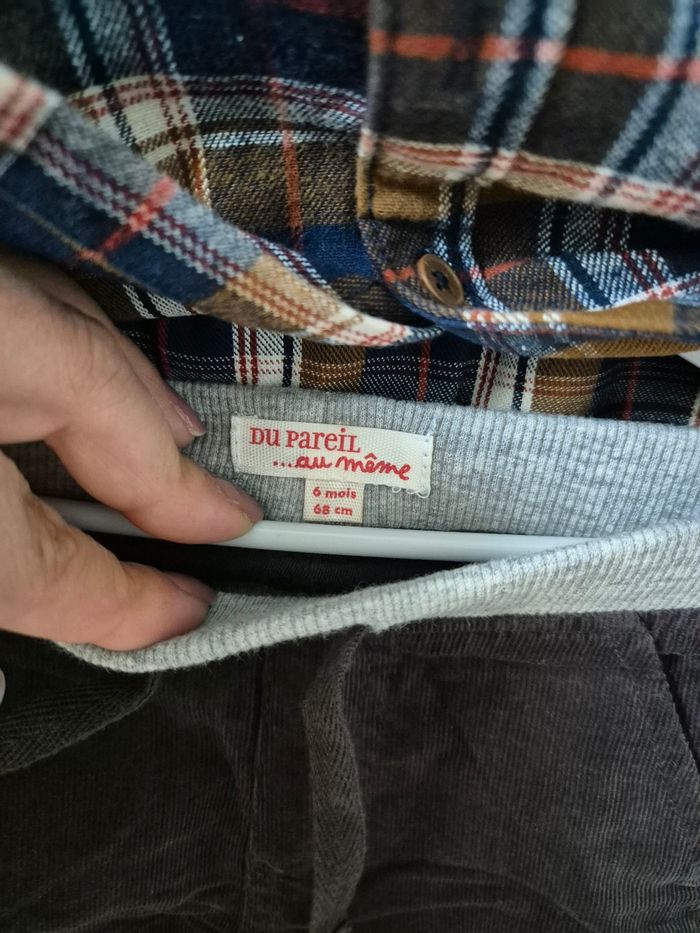 DU PAREIL
...au même
6 mois
68 cm